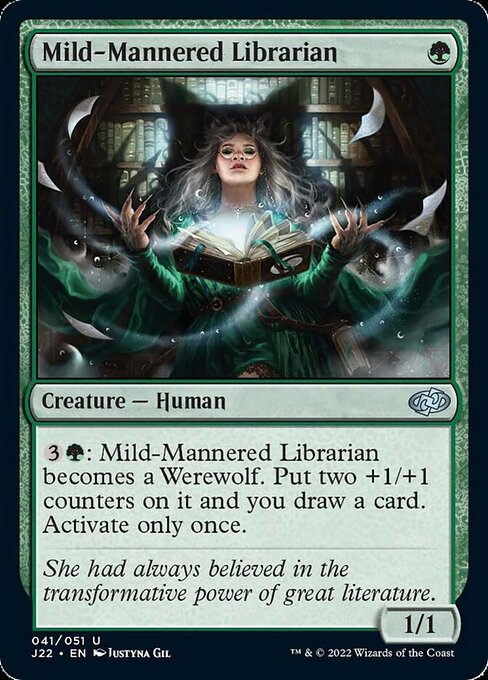 Mild-Mannered Librarian
Creature — Human
3: Mild-Mannered Librarian
becomes a Werewolf. Put two +1/+1
counters on it and you draw a card.
Activate only once.
She had always believed in the
transformative power of great literature.
1/1
041/051 U
J22 • EN Justyna Gil
™ & © 2022 Wizards of the Coast